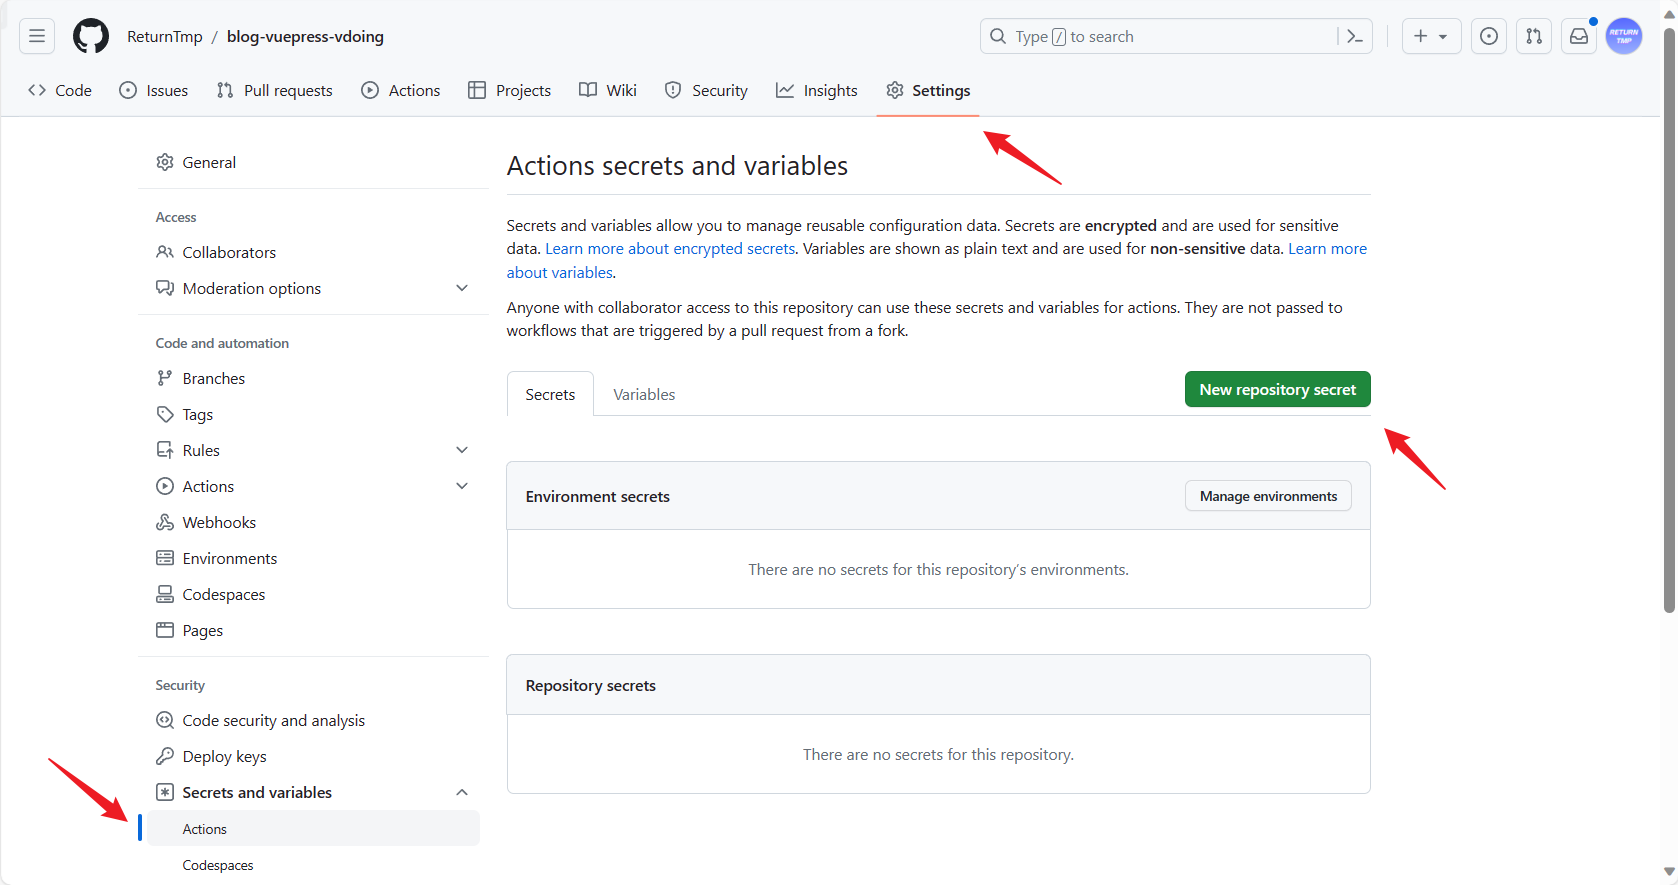 ReturnTmp / blog-vuepress-vdoing
Type / to search
RETURN
TMP
Code
Issues
Pull requests
Actions
Projects
Wiki
Security
Insights
Settings
General
Access
Collaborators
Moderation options
Code and automation
Branches
Tags
Rules
Actions
Webhooks
Environments
Codespaces
Pages
Security
Code security and analysis
Deploy keys
Secrets and variables
Actions
Codespaces
Actions secrets and variables
Secrets and variables allow you to manage reusable configuration data. Secrets are encrypted and are used for sensitive
data. Learn more about encrypted secrets. Variables are shown as plain text and are used for non-sensitive data. Learn more
about variables.
Anyone with collaborator access to this repository can use these secrets and variables for actions. They are not passed to
workflows that are triggered by a pull request from a fork.
Secrets
Variables
New repository secret
Environment secrets
Manage environments
There are no secrets for this repository's environments.
Repository secrets
There are no secrets for this repository.